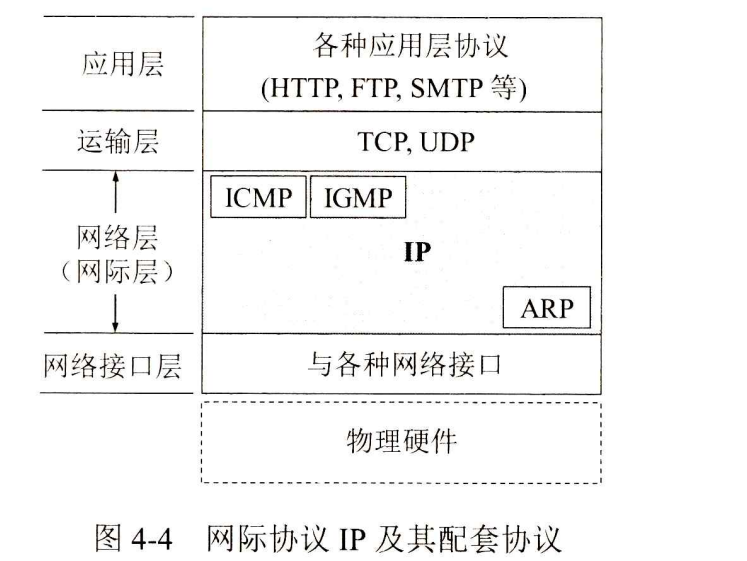 应用层
各种应用层协议
(HTTP, FTP, SMTP 等)
运输层
TCP, UDP
ICMP
IGMP
网络层
（网际层）
IP
ARP
网络接口层
与各种网络接口
物理硬件
图 4-4 网际协议 IP 及其配套协议